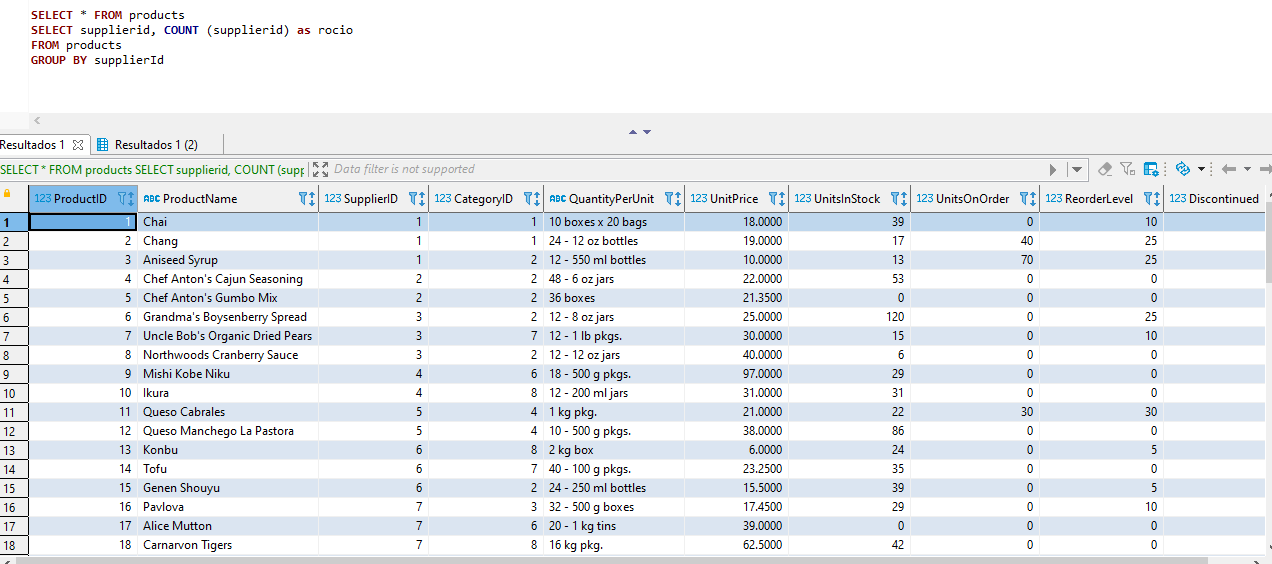 SELECT * FROM products
SELECT supplierid, COUNT (supplierid) as rocio
FROM products
GROUP BY supplierId
Resultados 1 Resultados 1 (2)
SELECT * FROM products SELECT supplierid, COUNT (supp Data filter is not supported
123 ProductID ABC ProductName 123 SupplierID 123 CategoryID ABC QuantityPerUnit 123 UnitPrice 123 UnitsInStock 123 UnitsOnOrder 123 ReorderLevel 123 Discontinued
1 1 Chai 1 1 10 boxes x 20 bags 18.0000 39 0 10
2 2 Chang 1 1 24 - 12 oz bottles 19.0000 17 40 25
3 3 Aniseed Syrup 1 2 12 - 550 ml bottles 10.0000 13 70 25
4 4 Chef Anton's Cajun Seasoning 2 2 48 - 6 oz jars 22.0000 53 0 0
5 5 Chef Anton's Gumbo Mix 2 2 36 boxes 21.3500 0 0 0
6 6 Grandma's Boysenberry Spread 3 2 12 - 8 oz jars 25.0000 120 0 25
7 7 Uncle Bob's Organic Dried Pears 3 7 12 - 1 lb pkgs. 30.0000 15 0 10
8 8 Northwoods Cranberry Sauce 3 2 12 - 12 oz jars 40.0000 6 0 0
9 9 Mishi Kobe Niku 4 6 18 - 500 g pkgs. 97.0000 29 0 0
10 10 Ikura 4 8 12 - 200 ml jars 31.0000 31 0 0
11 11 Queso Cabrales 5 4 1 kg pkg. 21.0000 22 30 30
12 12 Queso Manchego La Pastora 5 4 10 - 500 g pkgs. 38.0000 86 0 0
13 13 Konbu 6 8 2 kg box 6.0000 24 0 5
14 14 Tofu 6 7 40 - 100 g pkgs. 23.2500 35 0 0
15 15 Genen Shouyu 6 2 24 - 250 ml bottles 15.5000 39 0 5
16 16 Pavlova 7 3 32 - 500 g boxes 17.4500 29 0 10
17 17 Alice Mutton 7 6 20 - 1 kg tins 39.0000 0 0 0
18 18 Carnarvon Tigers 7 8 16 kg pkg. 62.5000 42 0 0